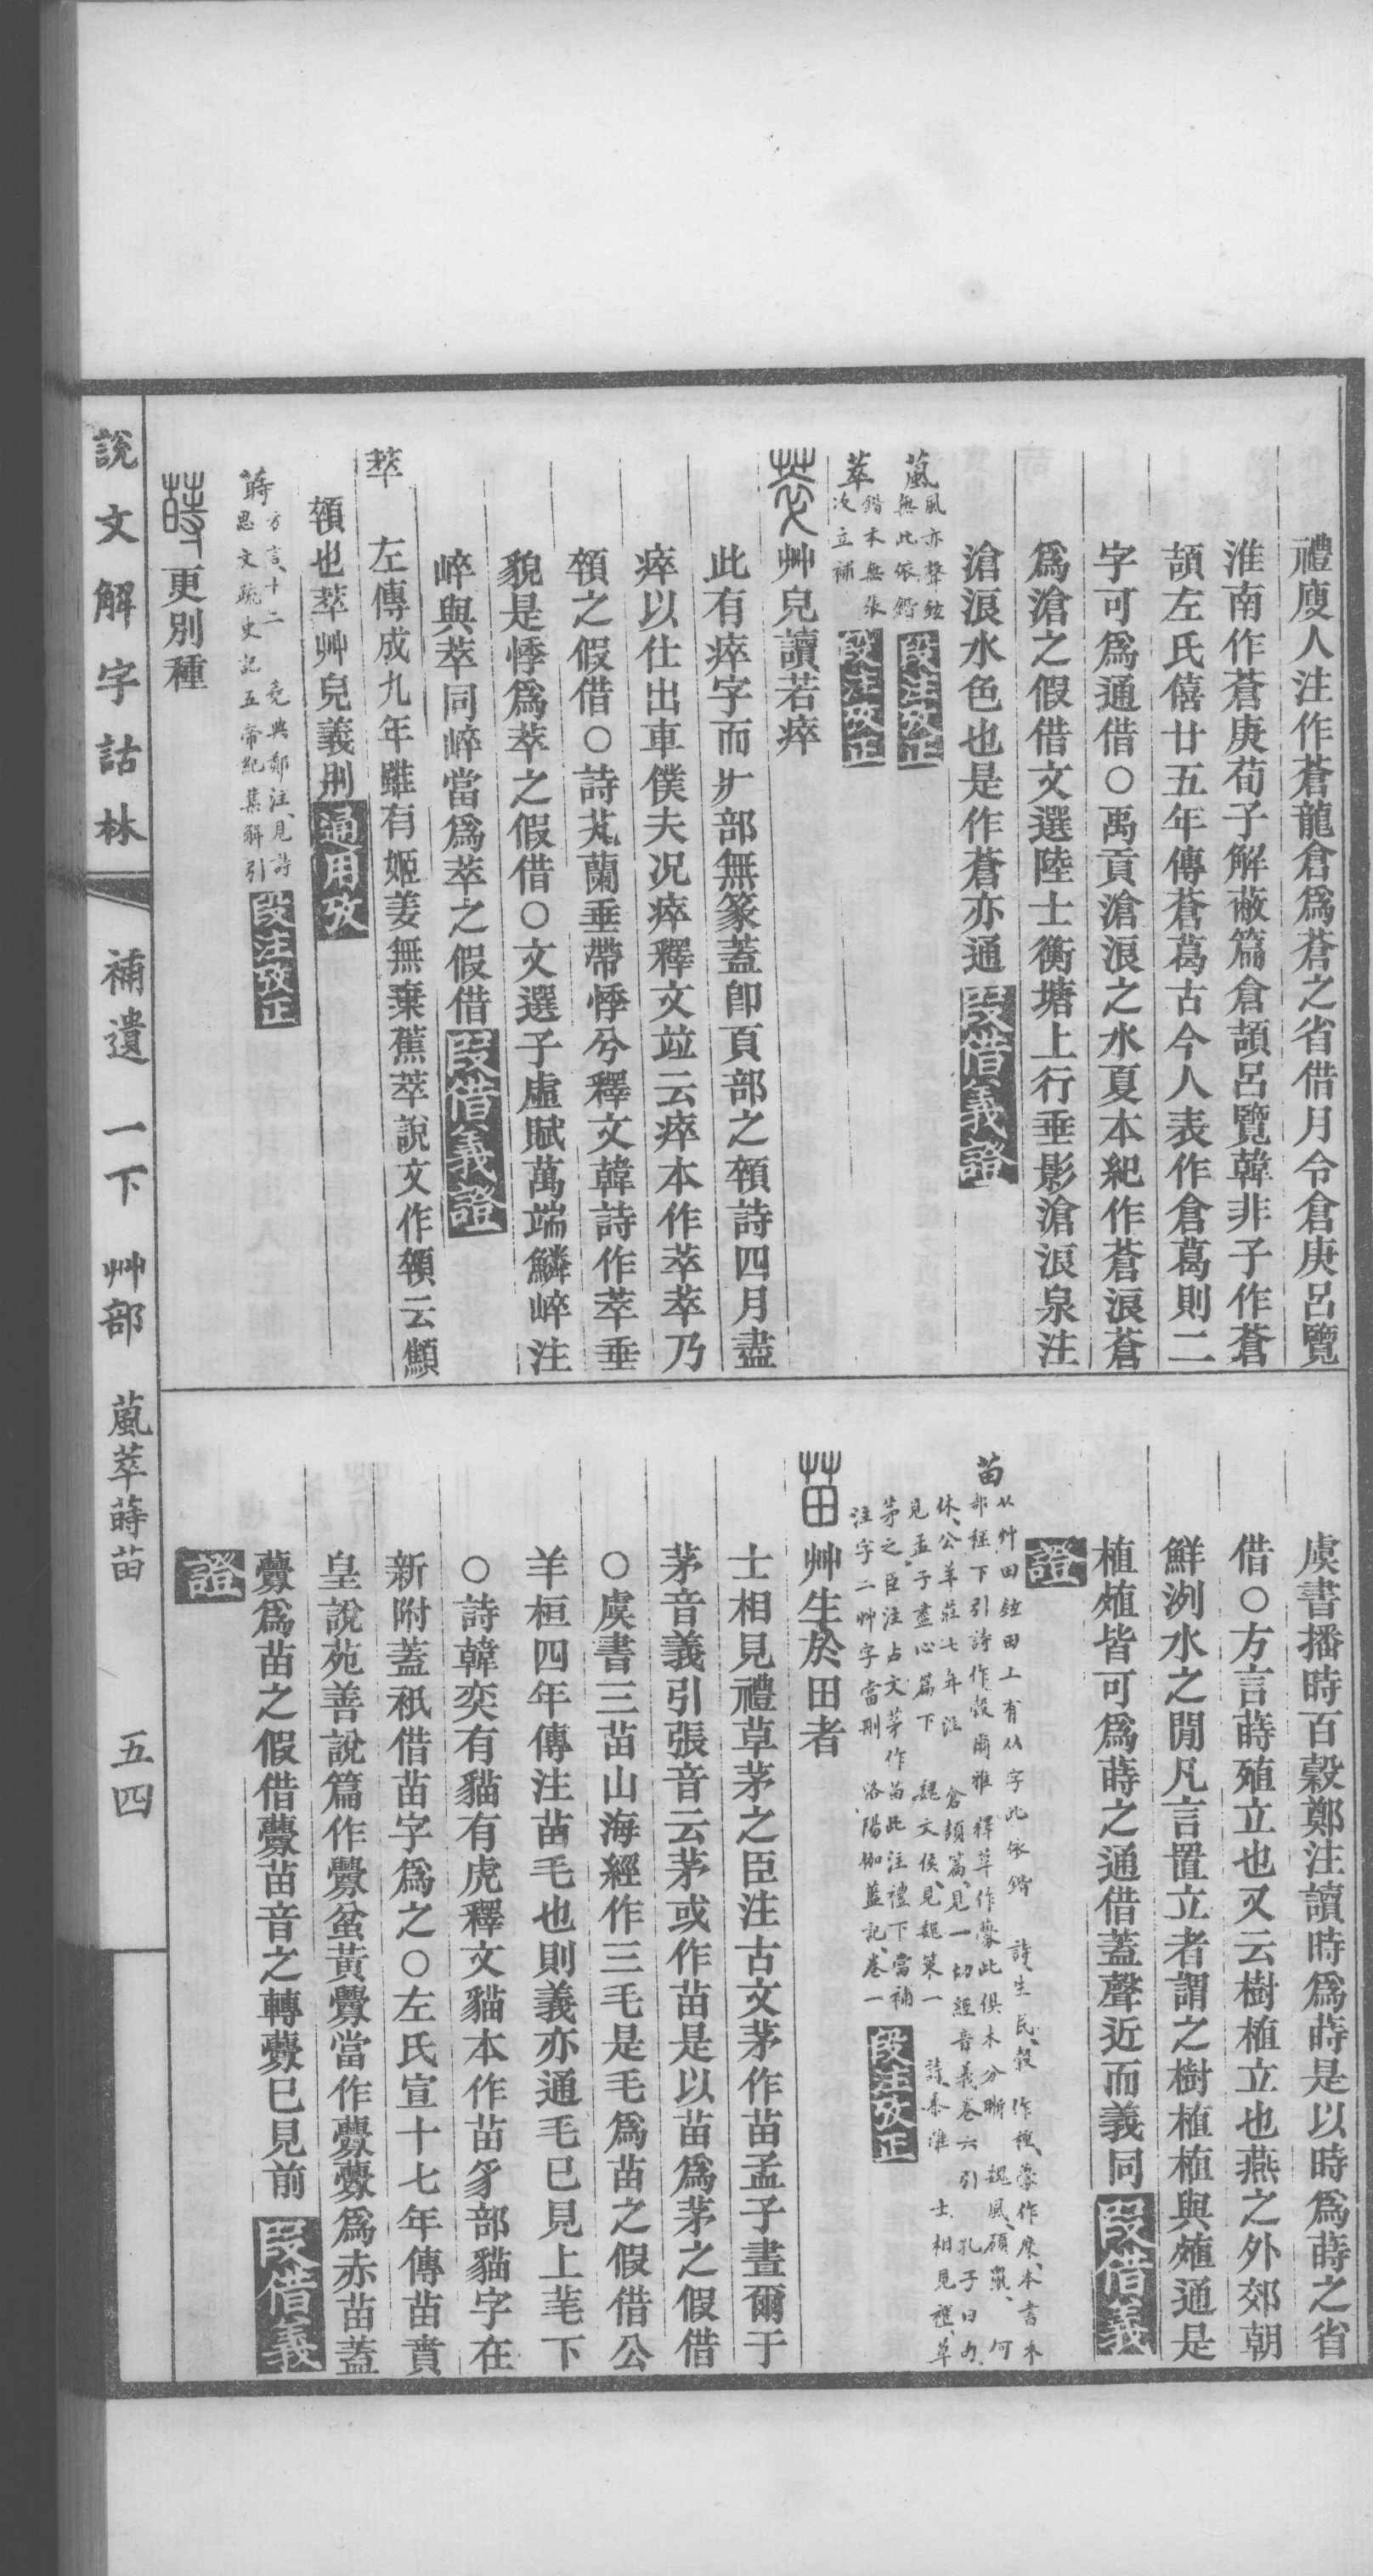 禮庾人注作蒼龍倉爲蒼之省借月令倉庚呂覽
淮南作蒼庚荀子解蔽篇倉頡呂覽韓非子作蒼
頡左氏僖廿五年傳蒼葛古今人表作倉葛則二
字可爲通借○禹貢滄浪之水夏本紀作蒼浪蒼
爲滄之假借文選陸士衡塘上行垂影滄浪泉注
滄浪水色也是作蒼亦通段借義證
葻風亦聲鉉無此依鍇段注攷正
萃鍇本無張次立補段注攷正
萃艸皃讀若瘁
此有瘁字而疒部無篆蓋卽頁部之顇詩四月盡
瘁以仕出車僕夫况瘁釋文竝云瘁本作萃萃乃
顇之假借○詩芄蘭垂帶悸兮釋文韓詩作萃垂
貌是悸爲萃之假借○文選子虛賦萬端鱗崪注
崪與萃同崪當爲萃之假借段借義證
萃 左傳成九年雖有姬姜無棄蕉萃說文作顇云顦
顇也萃艸皃義别通用攷
蒔方言十二 堯典鄭注見詩思文疏史記五帝紀集解引段注攷正
蒔更別種
虞書播時百穀鄭注讀時爲蒔是以時爲蒔之省
借○方言蒔殖立也又云樹植立也燕之外郊朝
鮮洌水之閒凡言置立者謂之樹植植與殖通是
植殖皆可爲蒔之通借蓋聲近而義同段借義
證
苗从艸田鉉田上有从字此依鍇 詩生民穀 作穜穈作糜本書禾
部穜下引詩作穀爾雅釋草作虋此俱未分晰 魏風碩鼠 何
休公羊莊七年注 倉頡篇見一切經音義卷六引 孔子曰
見孟子盡心篇下 魏文侯見魏策一 詩黍離 士相見禮草
茅之臣注古文茅作苗此注禮下當補
注字二艸字當刪 洛陽伽藍記卷一 段注攷正
苗艸生於田者
士相見禮草茅之臣注古文茅作苗孟子晝爾于
茅音義引張音云茅或作苗是以苗爲茅之假借
○虞書三苗山海經作三毛是毛爲苗之假借公
羊桓四年傳注苗毛也則義亦通毛已見上芼下
○詩韓奕有貓有虎釋文貓本作苗豸部貓字在
新附蓋衹借苗字爲之○左氏宣十七年傳苗賁
皇說苑善說篇作釁盆黃釁當作虋虋爲赤苗蓋
虋爲苗之假借虋苗音之轉虋已見前段借義
證
說文解字詁林 補遺 一下 艸部 葻萃蒔苗 五四